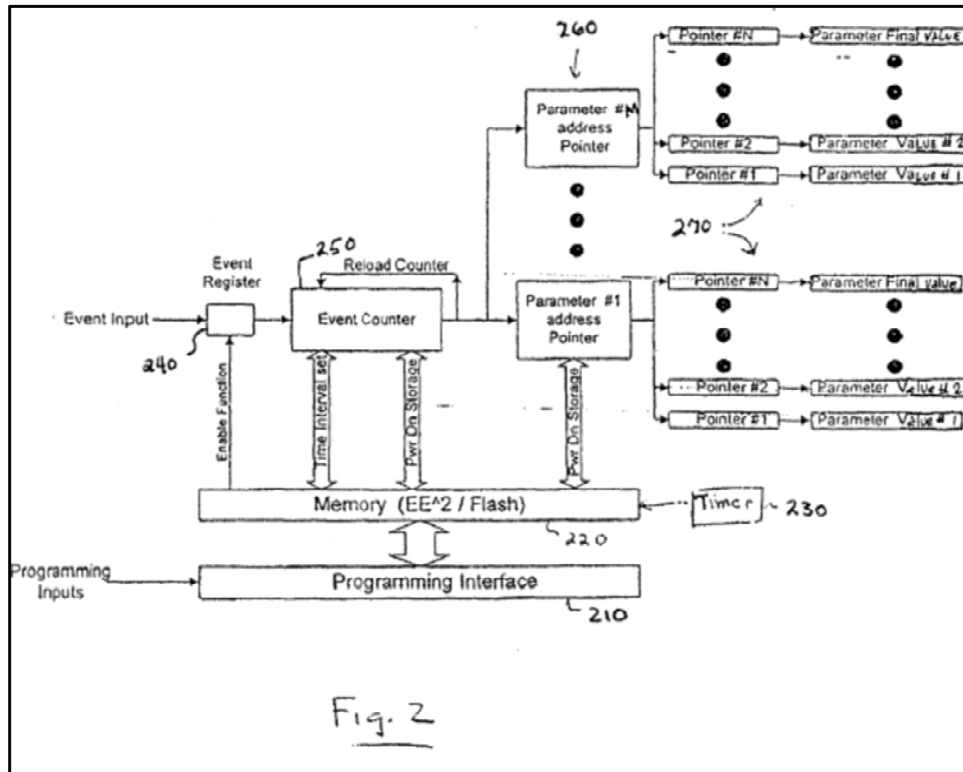 260
Pointer #N
Parameter Final Value
Parameter #M
address
Pointer
Pointer #2
Parameter Value #2
Pointer #1
Parameter Value #1
270
250
Event
Register
Reload Counter
Pointer #N
Parameter Final Value
Event Input
Event Counter
Parameter #1
address
Pointer
240
Enable Function
Time Interval set
Pwr Dn Storage
Pwr Dn Storage
Pointer #2
Parameter Value #2
Pointer #1
Parameter Value #1
Memory (EE^2 / Flash)
Timer
230
220
Programming
Inputs
Programming Interface
210
Fig. 2